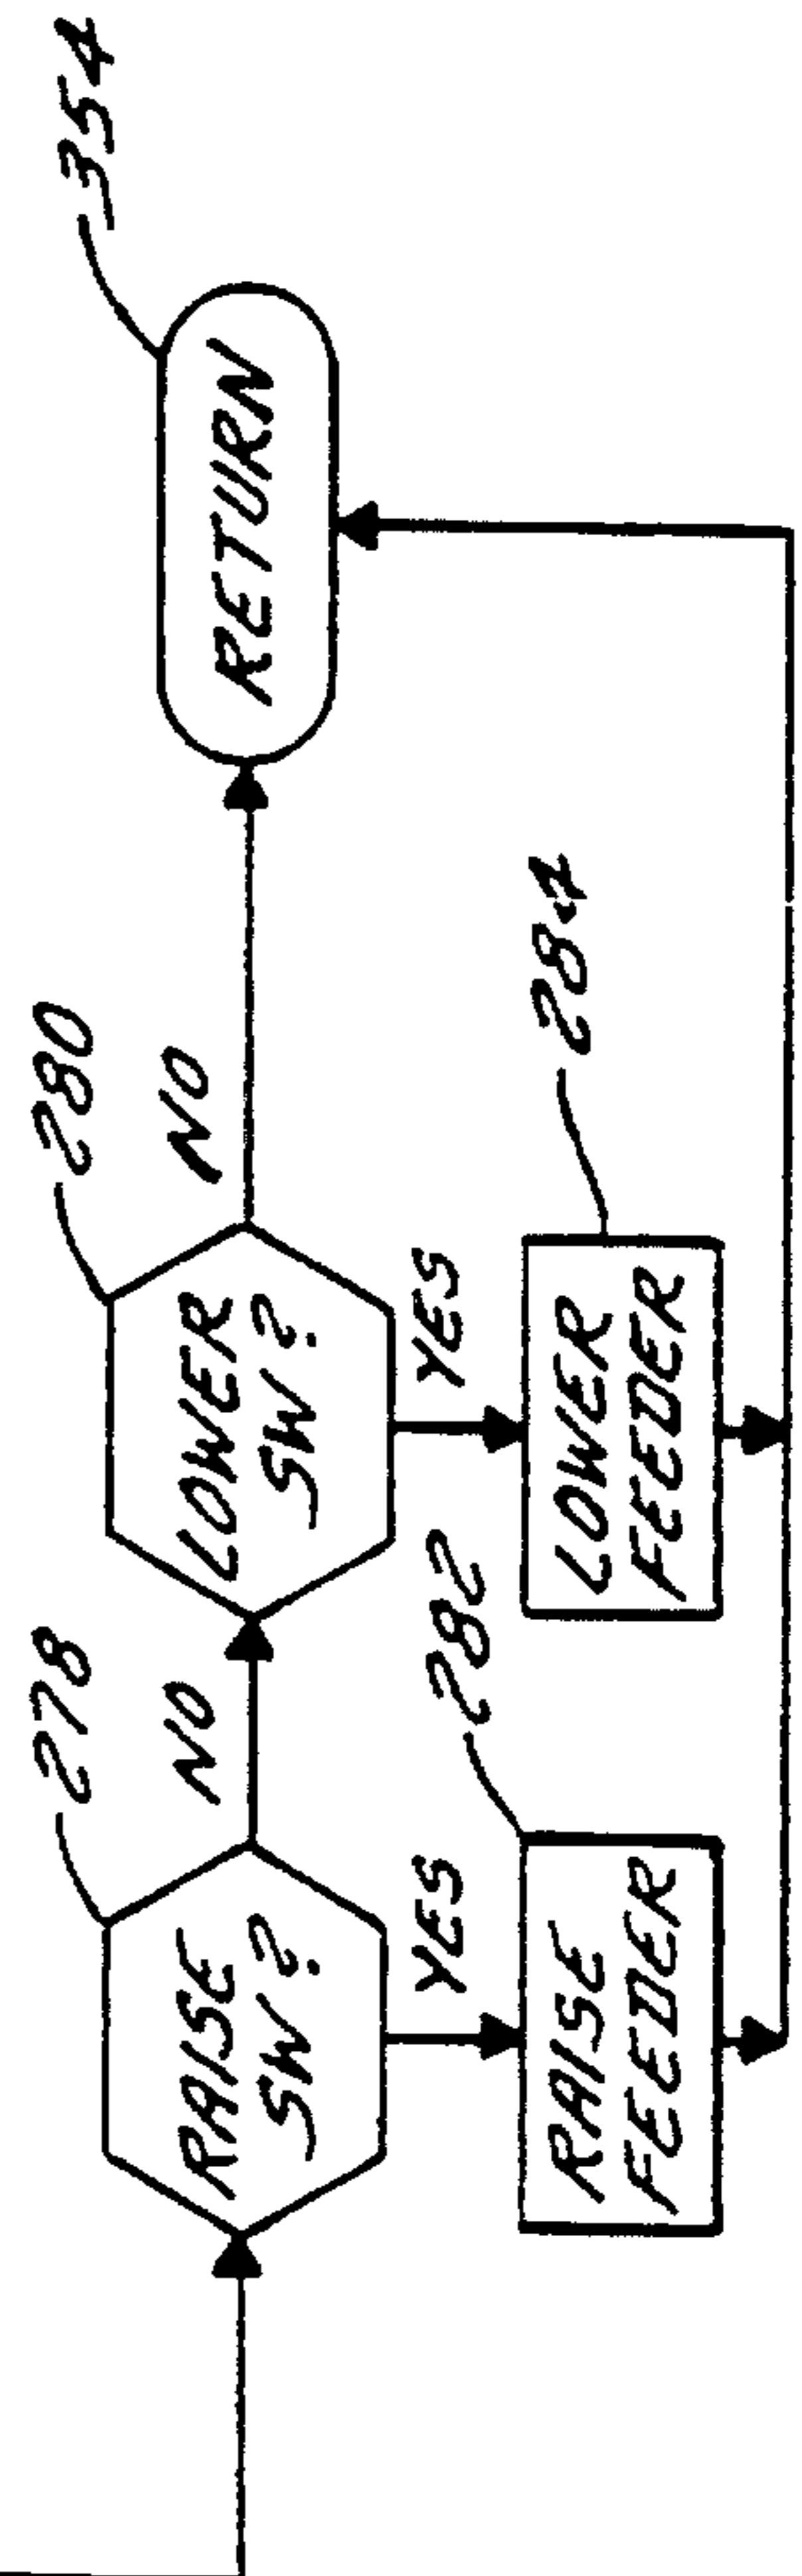 278
RAISE
SW?
NO
YES
282
RAISE
FEEDER
280
LOWER
SW?
NO
YES
284
LOWER
FEEDER
354
RETURN